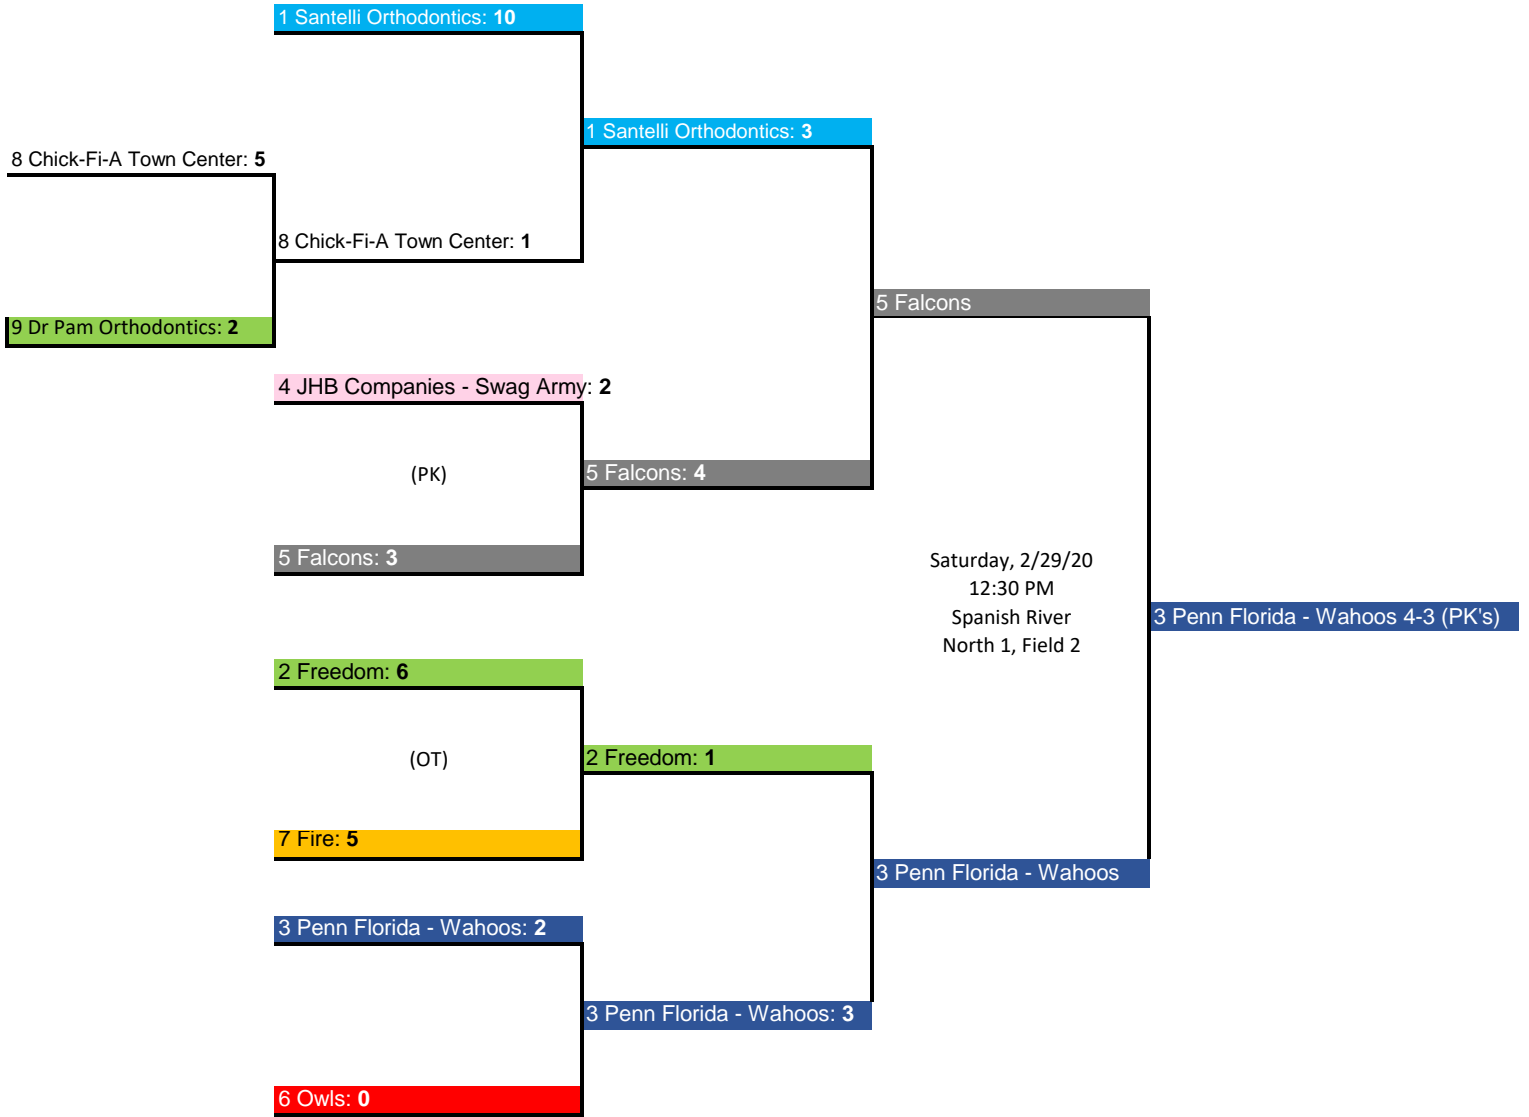 1 Santelli Orthodontics: 10
1 Santelli Orthodontics: 3
8 Chick-Fi-A Town Center: 5
8 Chick-Fi-A Town Center: 1
5 Falcons
9 Dr Pam Orthodontics: 2
4 JHB Companies - Swag Army: 2
(PK)
5 Falcons: 4
5 Falcons: 3
Saturday, 2/29/20
12:30 PM
Spanish River
North 1, Field 2
3 Penn Florida - Wahoos 4-3 (PK's)
2 Freedom: 6
(OT)
2 Freedom: 1
7 Fire: 5
3 Penn Florida - Wahoos
3 Penn Florida - Wahoos: 2
3 Penn Florida - Wahoos: 3
6 Owls: 0